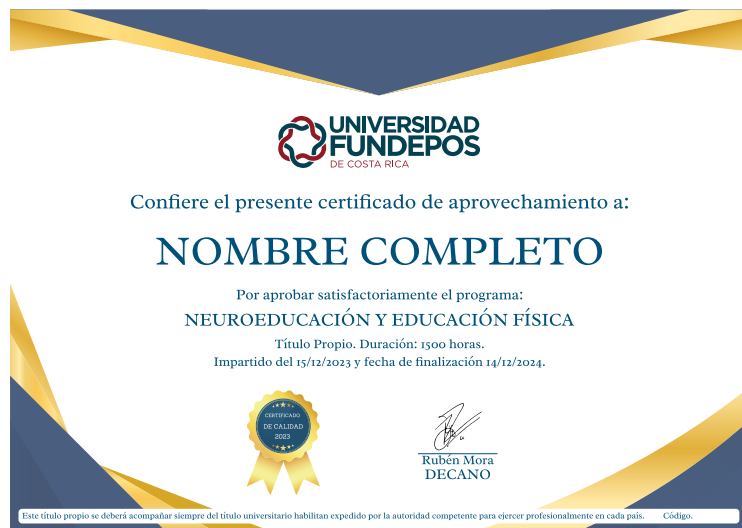 UNIVERSIDAD
FUNDEPOS
DE COSTA RICA
Confiere el presente certificado de aprovechamiento a:
NOMBRE COMPLETO
Por aprobar satisfactoriamente el programa:
NEUROEDUCACIÓN Y EDUCACIÓN FÍSICA
Título Propio. Duración: 1500 horas.
Impartido del 15/12/2023 y fecha de finalización 14/12/2024.
CERTIFICADO
DE CALIDAD
2023
Rubén Mora
DECANO
Este título propio se deberá acompañar siempre del título universitario habilitan expedido por la autoridad competente para ejercer profesionalmente en cada país. Código.